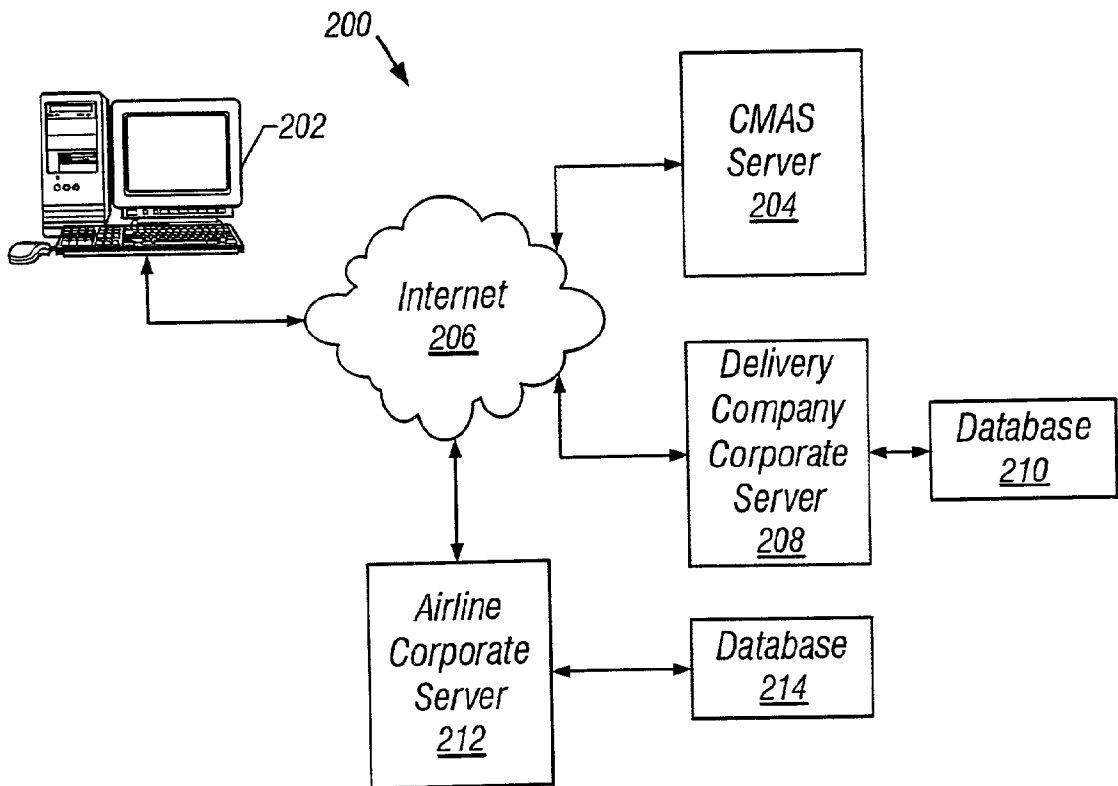 200
202
CMAS
Server
204
Internet
206
Delivery
Company
Corporate
Server
208
Database
210
Airline
Corporate
Server
212
Database
214